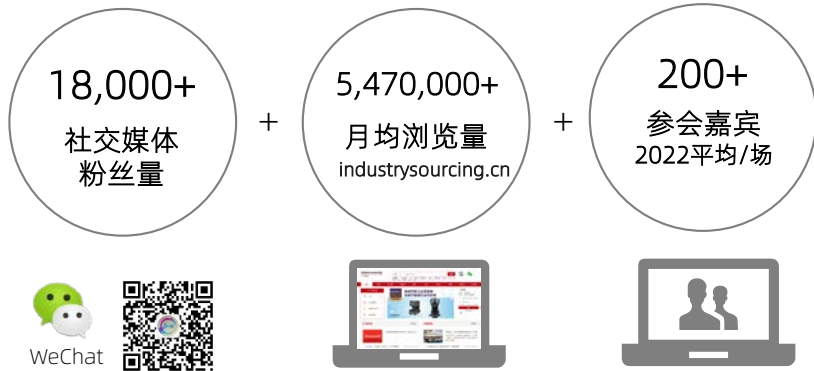 18,000+
社交媒体
粉丝量
+
5,470,000+
月均浏览量
industrysourcing.cn
+
200+
参会嘉宾
2022平均/场
WeChat